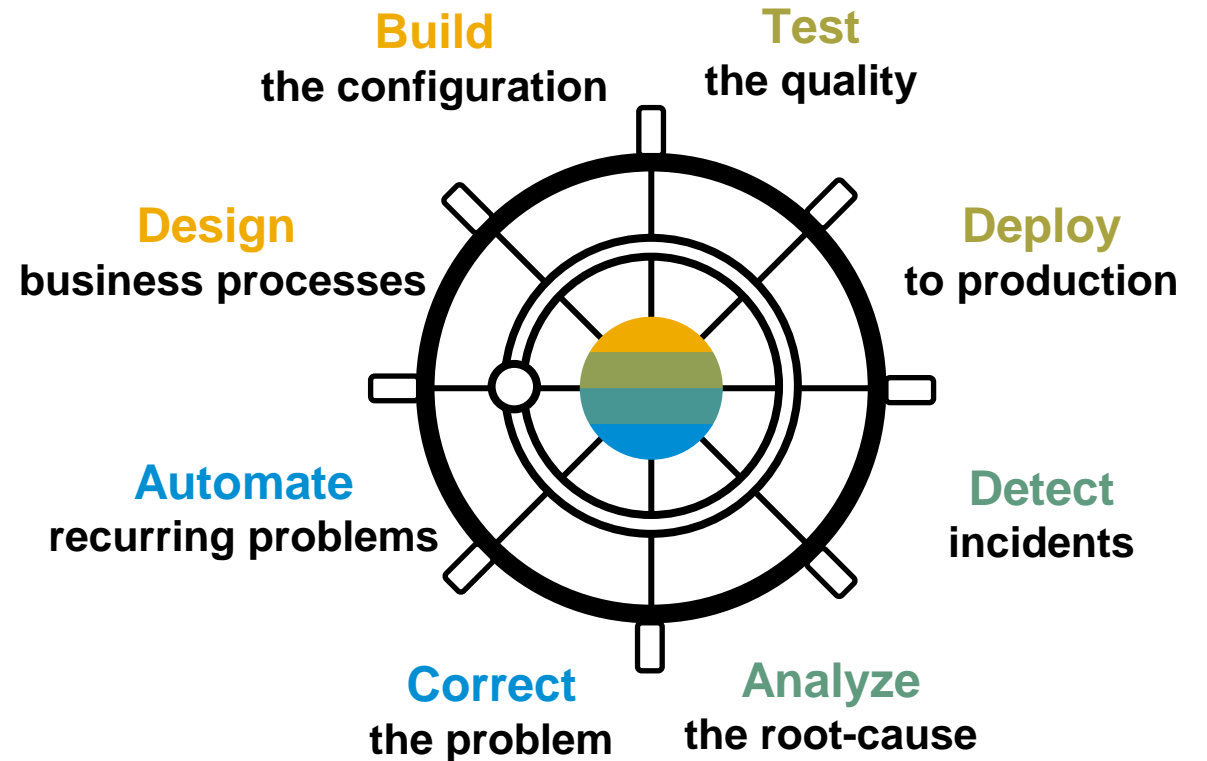 Build
the configuration
Test
the quality
Design
business processes
Deploy
to production
Automate
recurring problems
Detect
incidents
Correct
the problem
Analyze
the root-cause